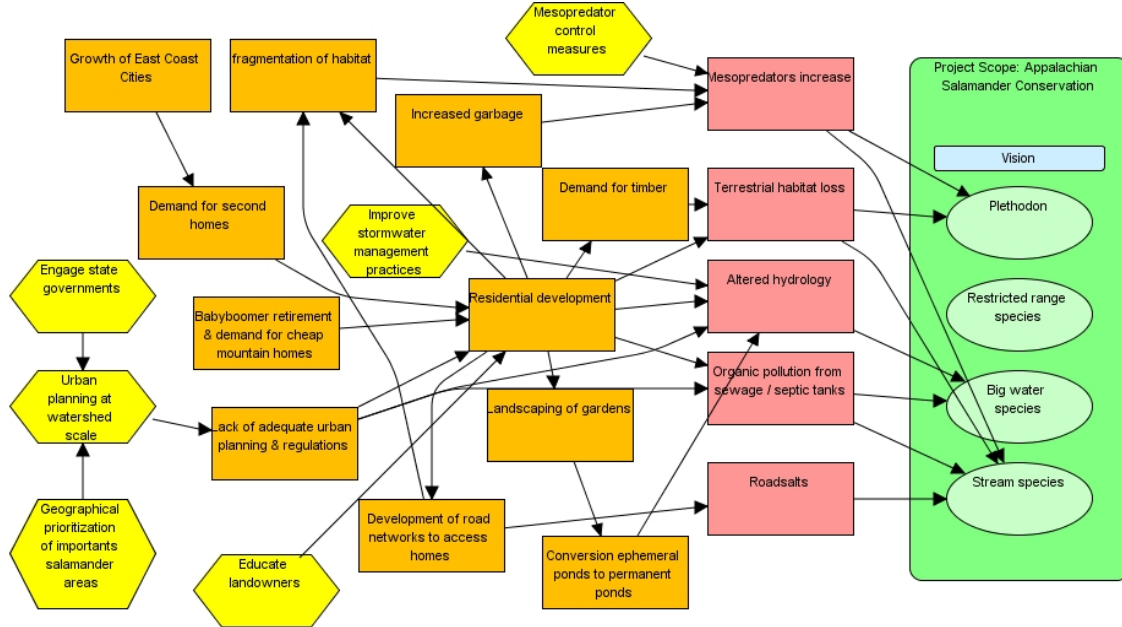 Mesopredator
control
measures
Growth of East Coast
Cities
fragmentation of habitat
Mesopredators increase
Project Scope: Appalachian
Salamander Conservation
Increased garbage
Vision
Demand for timber
Terrestrial habitat loss
Demand for second
homes
Improve
stormwater
management
practices
Plethodon
Engage state
governments
Residential development
Altered hydrology
Restricted range
species
Babyboomer retirement
& demand for cheap
mountain homes
Urban
planning at
watershed
scale
Organic pollution from
sewage / septic tanks
Big water
species
Lack of adequate urban
planning & regulations
Landscaping of gardens
Roadsalts
Stream species
Geographical
prioritization
of importants
salamander
areas
Development of road
networks to access
homes
Educate
landowners
Conversion ephemeral
ponds to permanent
ponds